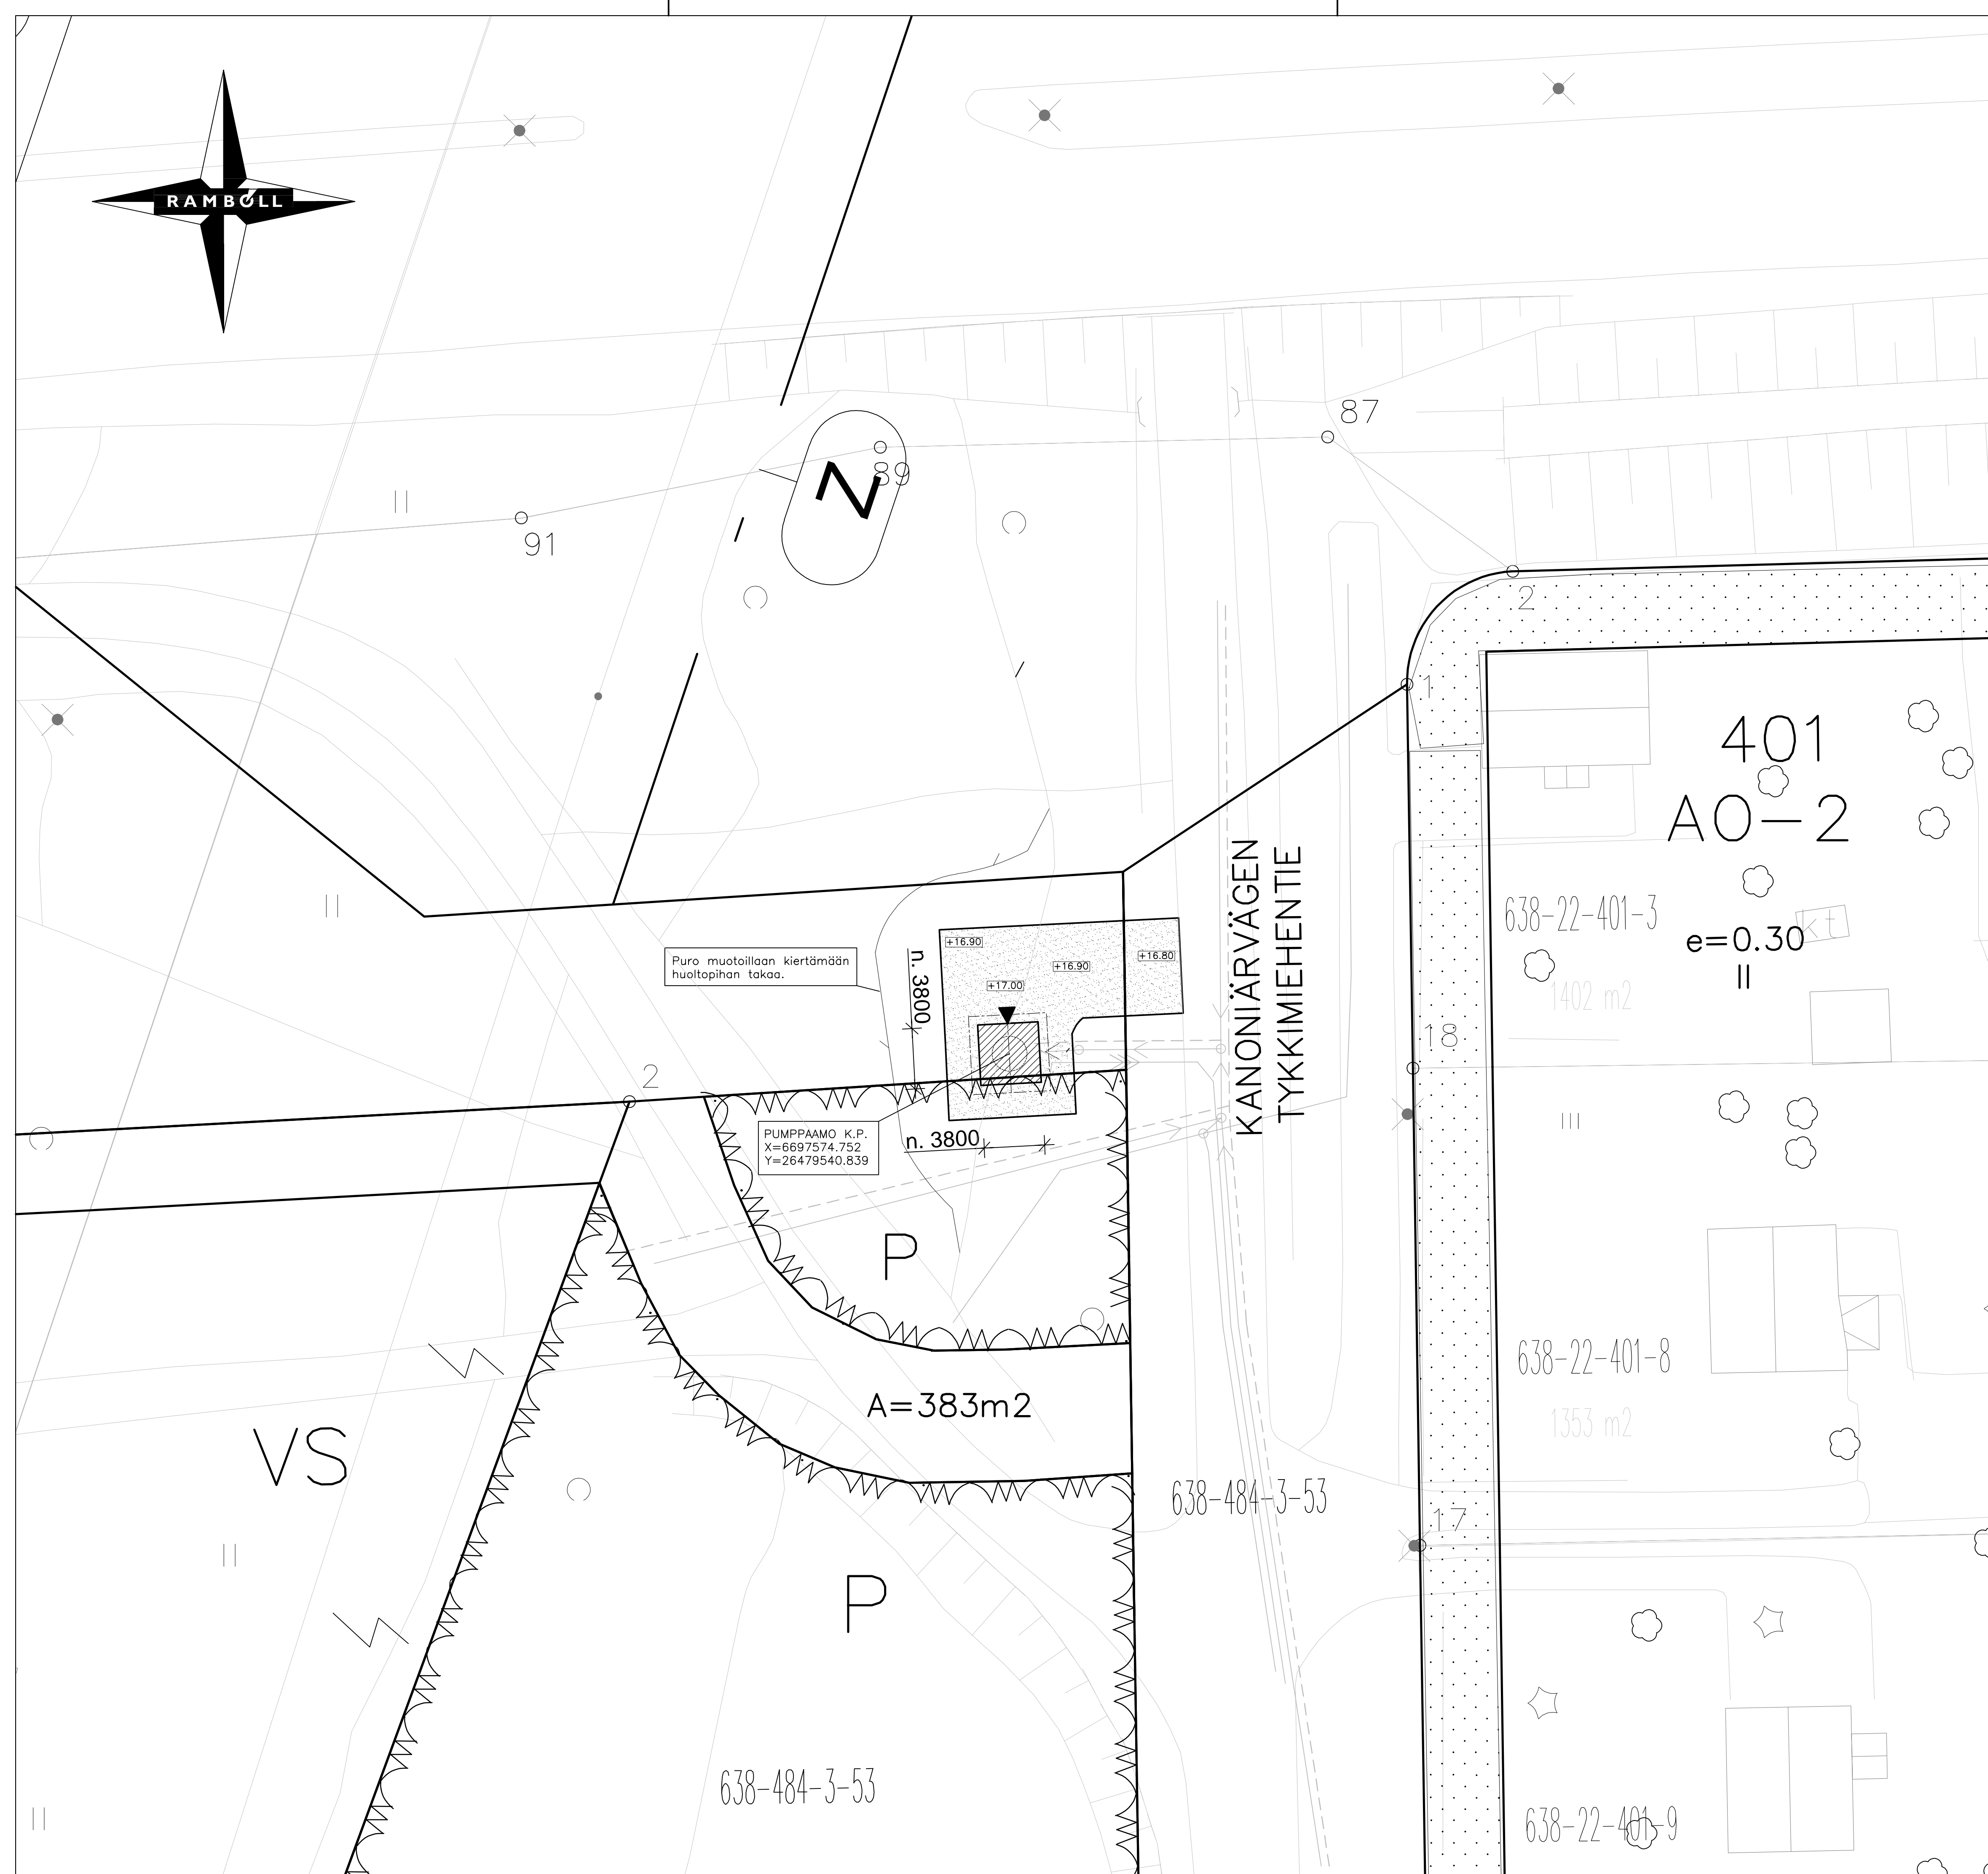 RAMBOLL
87
89
N
91
2
1
401
AO-2
638-22-401-3
Kt
e=0.30
II
1402 m2
KANONIÄRVÄGEN
TYKKIMIEHENTIE
+16.90
+16.90
+16.80
+17.00
n. 3800
Puro muotoillaan kiertämään
huoltopihan takaa.
18
2
III
PUMPPAAMO K.P.
X=6697574.752
Y=26479540.839
n. 3800
P
638-22-401-8
A=383m2
1353 m2
VS
638-484-3-53
17
P
638-484-3-53
638-22-401-9